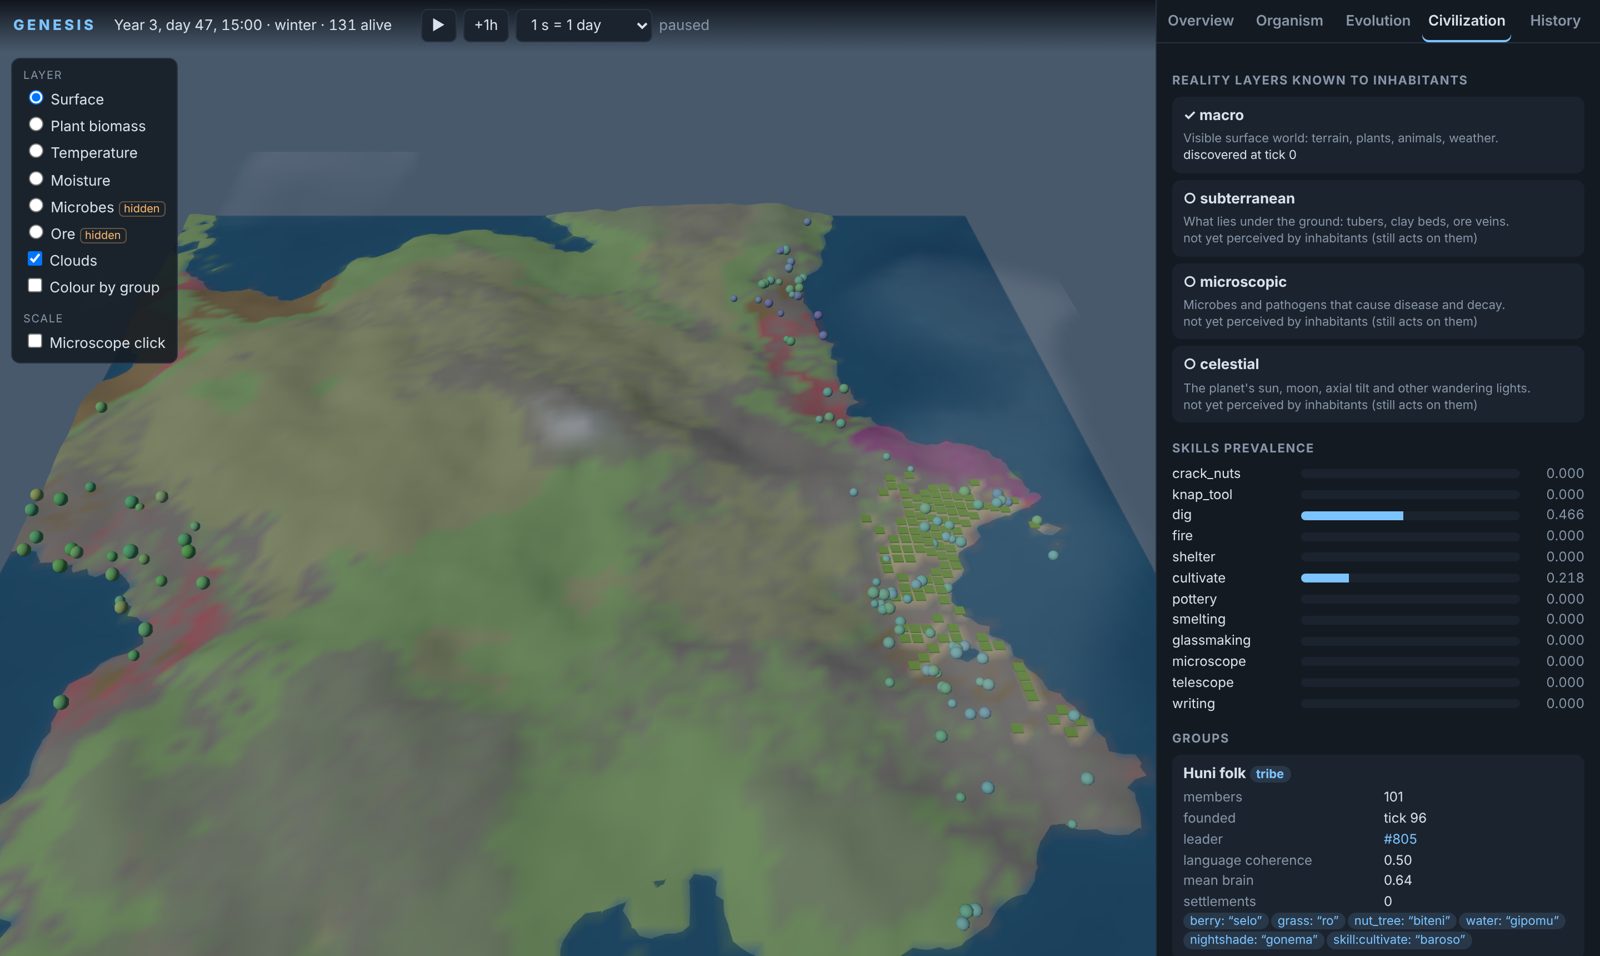 GENESIS Year 3, day 47, 15:00 · winter · 131 alive ▶ +1h 1 s = 1 day paused
LAYER
Surface
Plant biomass
Temperature
Moisture
Microbes hidden
Ore hidden
Clouds
Colour by group
SCALE
Microscope click
Overview Organism Evolution Civilization History
REALITY LAYERS KNOWN TO INHABITANTS
✓ macro
Visible surface world: terrain, plants, animals, weather.
discovered at tick 0
○ subterranean
What lies under the ground: tubers, clay beds, ore veins.
not yet perceived by inhabitants (still acts on them)
○ microscopic
Microbes and pathogens that cause disease and decay.
not yet perceived by inhabitants (still acts on them)
○ celestial
The planet's sun, moon, axial tilt and other wandering lights.
not yet perceived by inhabitants (still acts on them)
SKILLS PREVALENCE
crack_nuts 0.000
knap_tool 0.000
dig 0.466
fire 0.000
shelter 0.000
cultivate 0.218
pottery 0.000
smelting 0.000
glassmaking 0.000
microscope 0.000
telescope 0.000
writing 0.000
GROUPS
Huni folk tribe
members 101
founded tick 96
leader #805
language coherence 0.50
mean brain 0.64
settlements 0
berry: “selo” grass: “ro” nut_tree: “biteni” water: “gipomu”
nightshade: “gonema” skill:cultivate: “baroso”